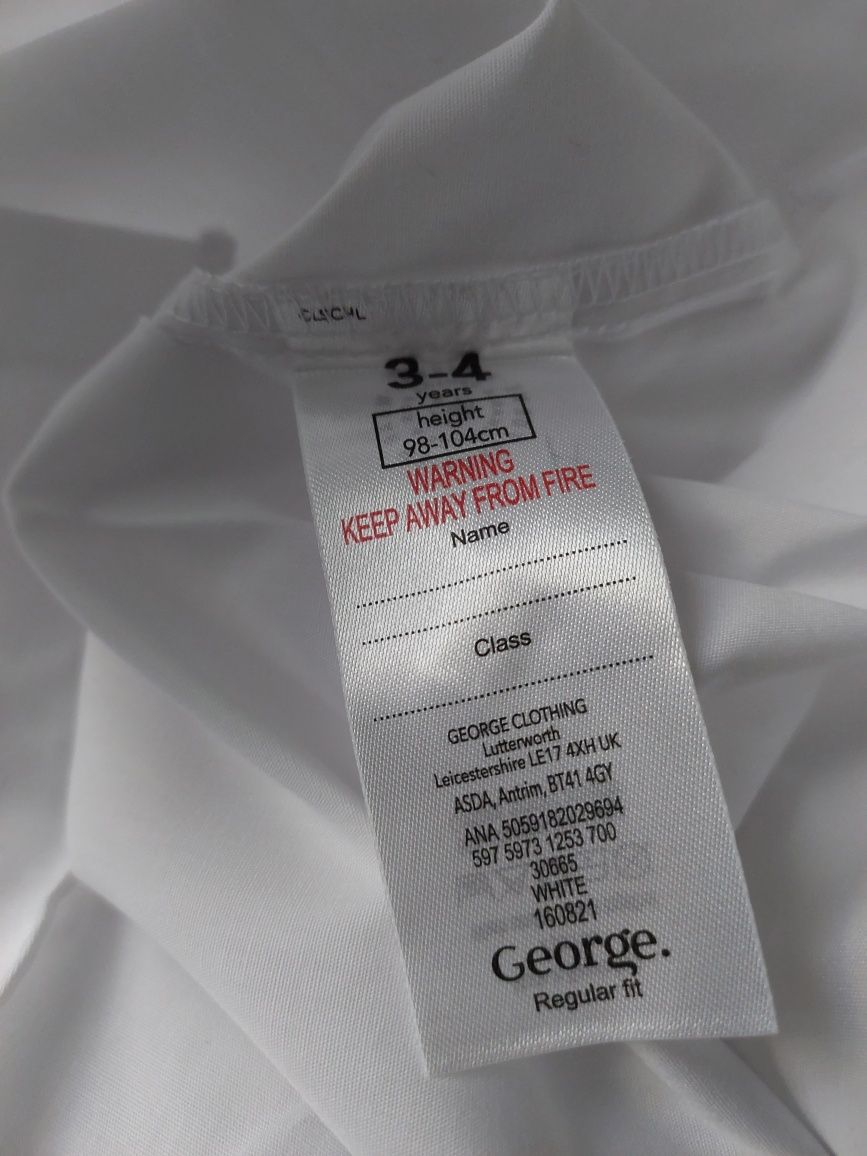 3-4
years
height
98-104cm
WARNING
KEEP AWAY FROM FIRE
Name
Class
GEORGE CLOTHING
Lutterworth
Leicestershire LE17 4XH UK
ASDA, Antrim, BT41 4GY
ANA 5059182029694
597 5973 1253 700
30665
WHITE
160821
George.
Regular fit